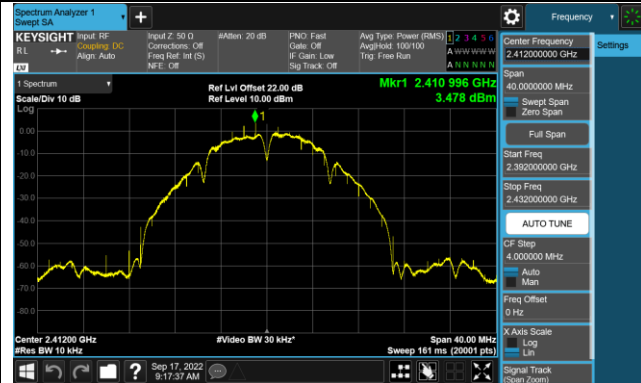 Spectrum Analyzer 1
Swept SA
Frequency
KEYSIGHT
Input: RF
Input Z: 50 Ω
#Atten: 20 dB
PNO: Fast
Avg Type: Power (RMS)
1 2 3 4 5 6
RL
Coupling: DC
Corrections: Off
Gate: Off
Avg|Hold: 100/100
A W W W W W
Align: Auto
Freq Ref: Int (S)
IF Gain: Low
Trig: Free Run
NFE: Off
Sig Track: Off
A N N N N N
LXI
1 Spectrum
Scale/Div 10 dB
Ref Lvl Offset 22.00 dB
Ref Level 10.00 dBm
Mkr1 2.410 996 GHz
3.478 dBm
Log
1
0.00
-10.0
-20.0
-30.0
-40.0
-50.0
-60.0
-70.0
-80.0
Center 2.41200 GHz
#Video BW 30 kHz*
Span 40.00 MHz
#Res BW 10 kHz
Sweep 161 ms (20001 pts)
Sep 17, 2022
9:17:37 AM
?
Center Frequency
2.412000000 GHz
Settings
Span
40.0000000 MHz
Swept Span
Zero Span
Full Span
Start Freq
2.392000000 GHz
Stop Freq
2.432000000 GHz
AUTO TUNE
CF Step
4.000000 MHz
Auto
Man
Freq Offset
0 Hz
X Axis Scale
Log
Lin
Signal Track
(Span Zoom)